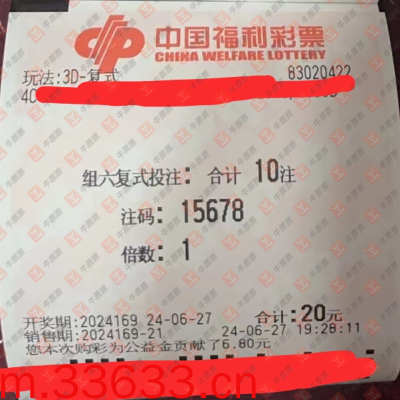 中国福利彩票
CHINA WELFARE LOTTERY
玩法:3D-复式 83020422
组六复式投注: 合计 10注
注码: 15678
倍数: 1
开奖期:2024169 24-06-27 合计:20元
销售期:2024169-21 24-06-27 19:28:11
您本次购彩为公益金贡献了6.80元
m.33633.cn